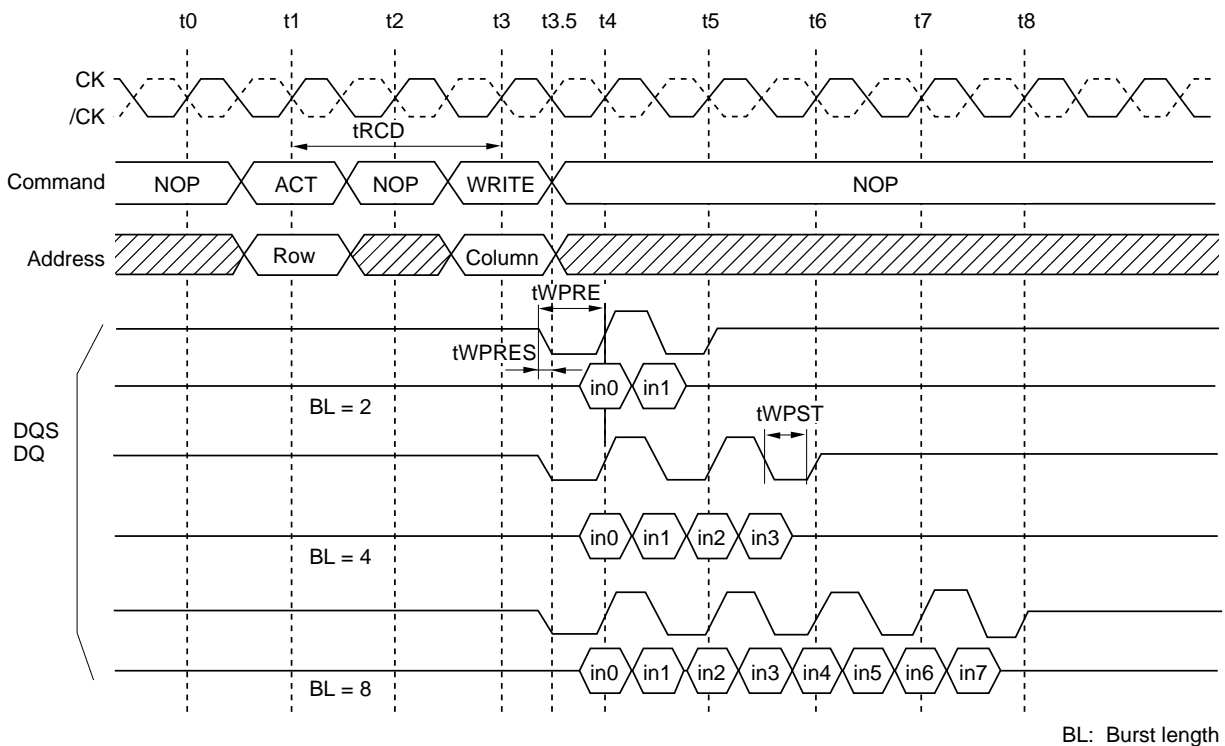 t0 t1 t2 t3 t3.5 t4 t5 t6 t7 t8
CK
/CK
tRCD
Command NOP ACT NOP WRITE NOP
Address Row Column
tWPRE
tWPRES
in0 in1
BL = 2
tWPST
DQS
DQ
in0 in1 in2 in3
BL = 4
in0 in1 in2 in3 in4 in5 in6 in7
BL = 8
BL: Burst length